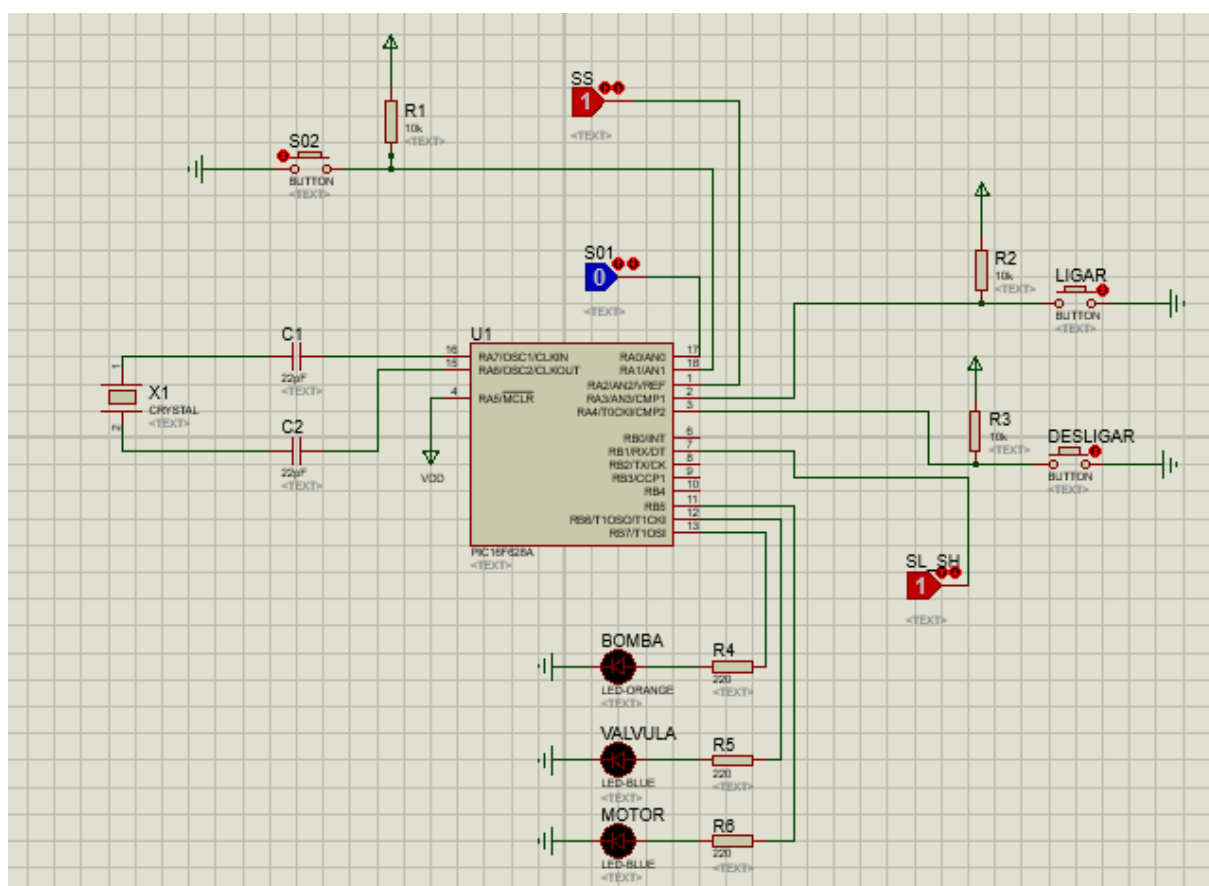 SS
1
<TEXT>
R1
10k
<TEXT>
S02
BUTTON
<TEXT>
S01
0
<TEXT>
R2
10k
<TEXT>
LIGAR
BUTTON
<TEXT>
C1
22pF
<TEXT>
X1
CRYSTAL
<TEXT>
1
2
C2
22pF
<TEXT>
VDD
U1
16 RA7/OSC1/CLKIN
15 RA6/OSC2/CLKOUT
4 RA5/MCLR
RA0/AN0 17
RA1/AN1 18
RA2/AN2/VREF 1
RA3/AN3/CMP1 2
RA4/T0CKI/CMP2 3
RB0/INT 6
RB1/RX/DT 7
RB2/TX/CK 8
RB3/CCP1 9
RB4 10
RB5 11
RB6/T1OSO/T1CKI 12
RB7/T1OSI 13
PIC16F628A
<TEXT>
R3
10k
<TEXT>
DESLIGAR
BUTTON
<TEXT>
SL_SH
1
<TEXT>
BOMBA
LED-ORANGE
<TEXT>
R4
220
<TEXT>
VALVULA
LED-BLUE
<TEXT>
R5
220
<TEXT>
MOTOR
LED-BLUE
<TEXT>
R6
220
<TEXT>